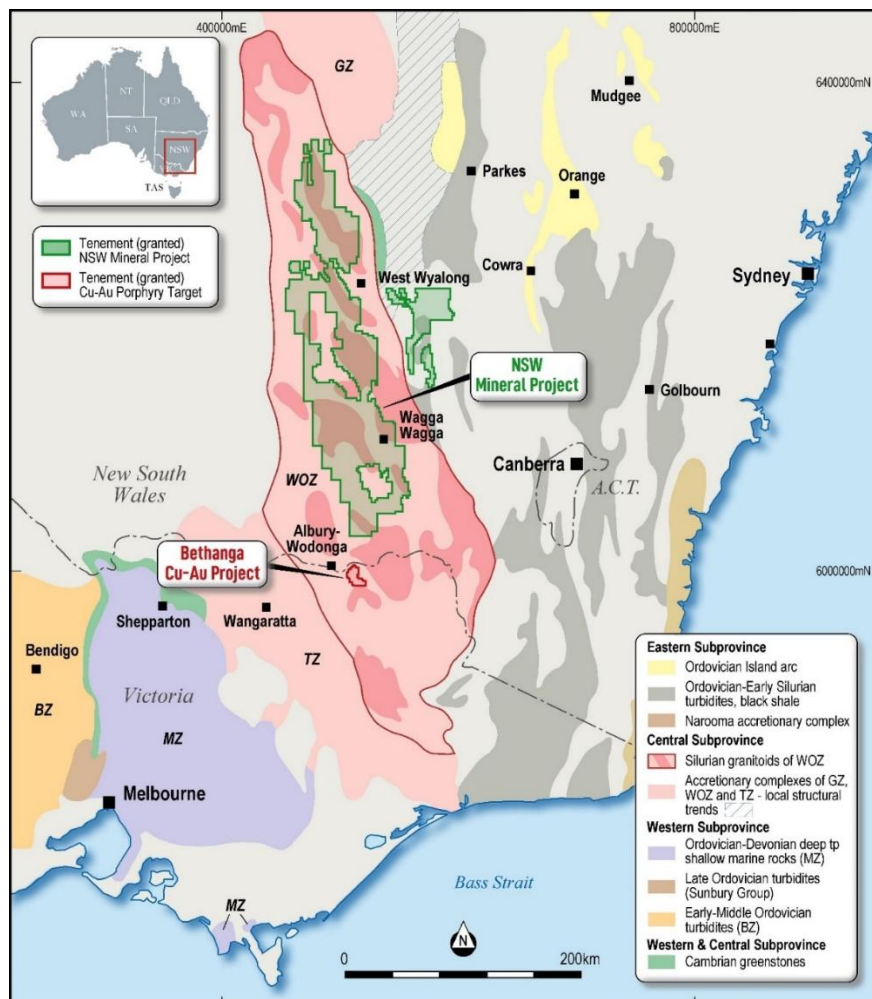 400000mE
800000mE
6400000mN
6000000mN
WA
NT
SA
QLD
NSW
TAS
Tenement (granted)
NSW Mineral Project
Tenement (granted)
Cu-Au Porphyry Target
GZ
Mudgee
Parkes
Orange
Cowra
West Wyalong
Sydney
NSW
Mineral Project
Golbourn
Wagga
Wagga
Canberra
A.C.T.
New South
Wales
WOZ
Albury-
Wodonga
Bethanga
Cu-Au Project
Shepparton
Wangaratta
Bendigo
BZ
Victoria
TZ
MZ
Melbourne
MZ
Bass Strait
N
0
200km
Eastern Subprovince
Ordovician Island arc
Ordovician-Early Silurian
turbidites, black shale
Narooma accretionary complex
Central Subprovince
Silurian granitoids of WOZ
Accretionary complexes of GZ,
WOZ and TZ - local structural
trends
Western Subprovince
Ordovician-Devonian deep tp
shallow marine rocks (MZ)
Late Ordovician turbidites
(Sunbury Group)
Early-Middle Ordovician
turbidites (BZ)
Western & Central Subprovince
Cambrian greenstones